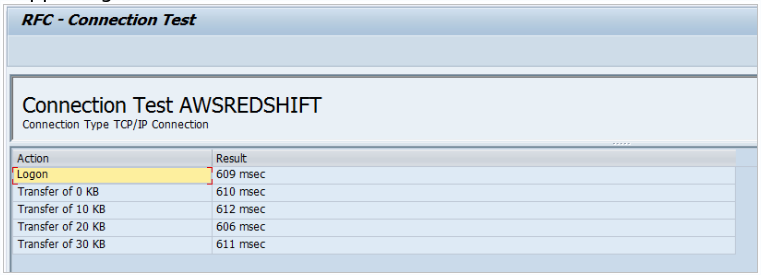 RFC - Connection Test
Connection Test AWSREDSHIFT
Connection Type TCP/IP Connection
Action Result
Logon 609 msec
Transfer of 0 KB 610 msec
Transfer of 10 KB 612 msec
Transfer of 20 KB 606 msec
Transfer of 30 KB 611 msec